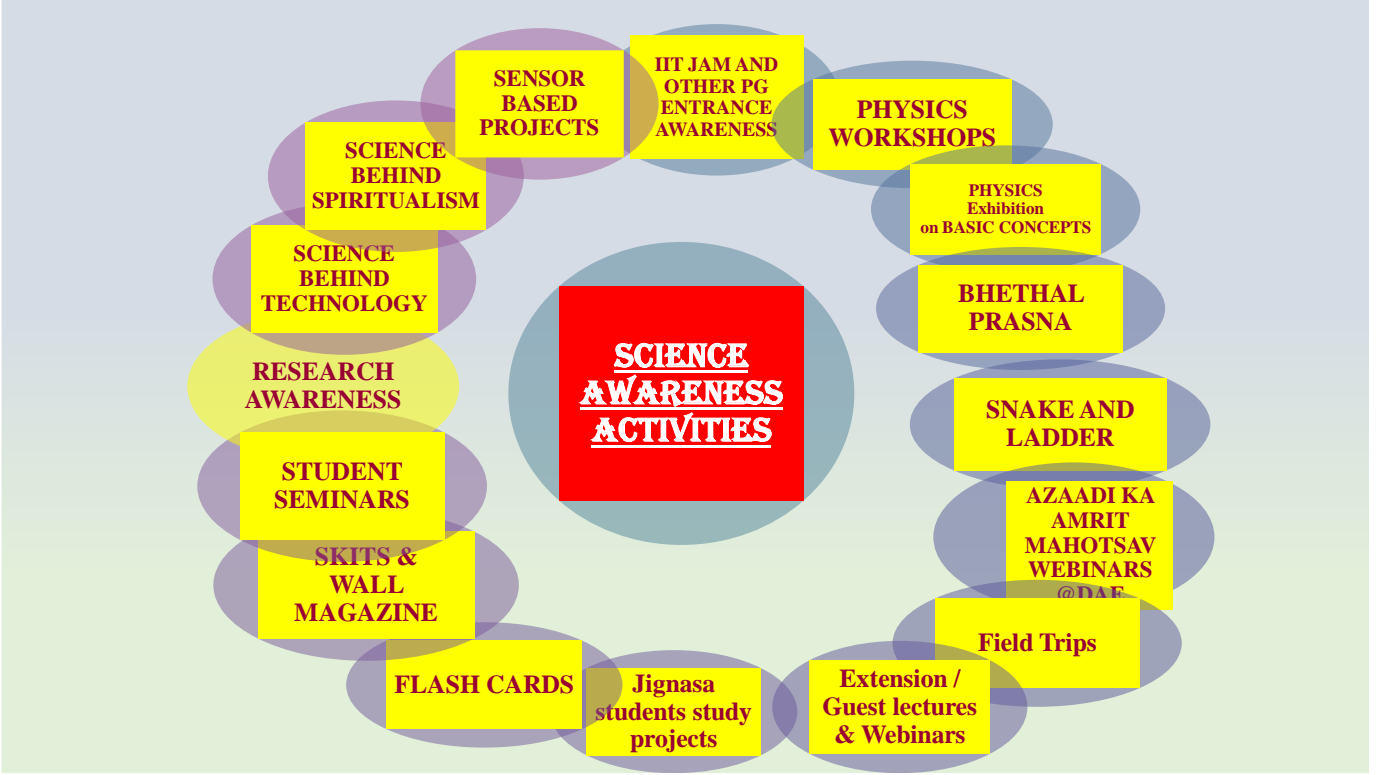 SCIENCE
AWARENESS
ACTIVITIES
IIT JAM AND
OTHER PG
ENTRANCE
AWARENESS
PHYSICS
WORKSHOPS
PHYSICS
Exhibition
on BASIC CONCEPTS
BHETHAL
PRASNA
SNAKE AND
LADDER
AZAADI KA
AMRIT
MAHOTSAV
WEBINARS
@DAE
Field Trips
Extension /
Guest lectures
& Webinars
Jignasa
students study
projects
FLASH CARDS
SKITS &
WALL
MAGAZINE
STUDENT
SEMINARS
RESEARCH
AWARENESS
SCIENCE
BEHIND
TECHNOLOGY
SCIENCE
BEHIND
SPIRITUALISM
SENSOR
BASED
PROJECTS